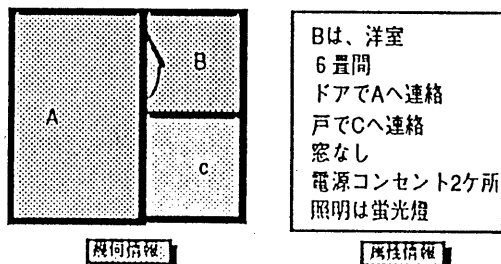 A
B
c
幾何情報
Bは、洋室
6畳間
ドアでAへ連絡
戸でCへ連絡
窓なし
電源コンセント2ケ所
照明は蛍光燈
属性情報